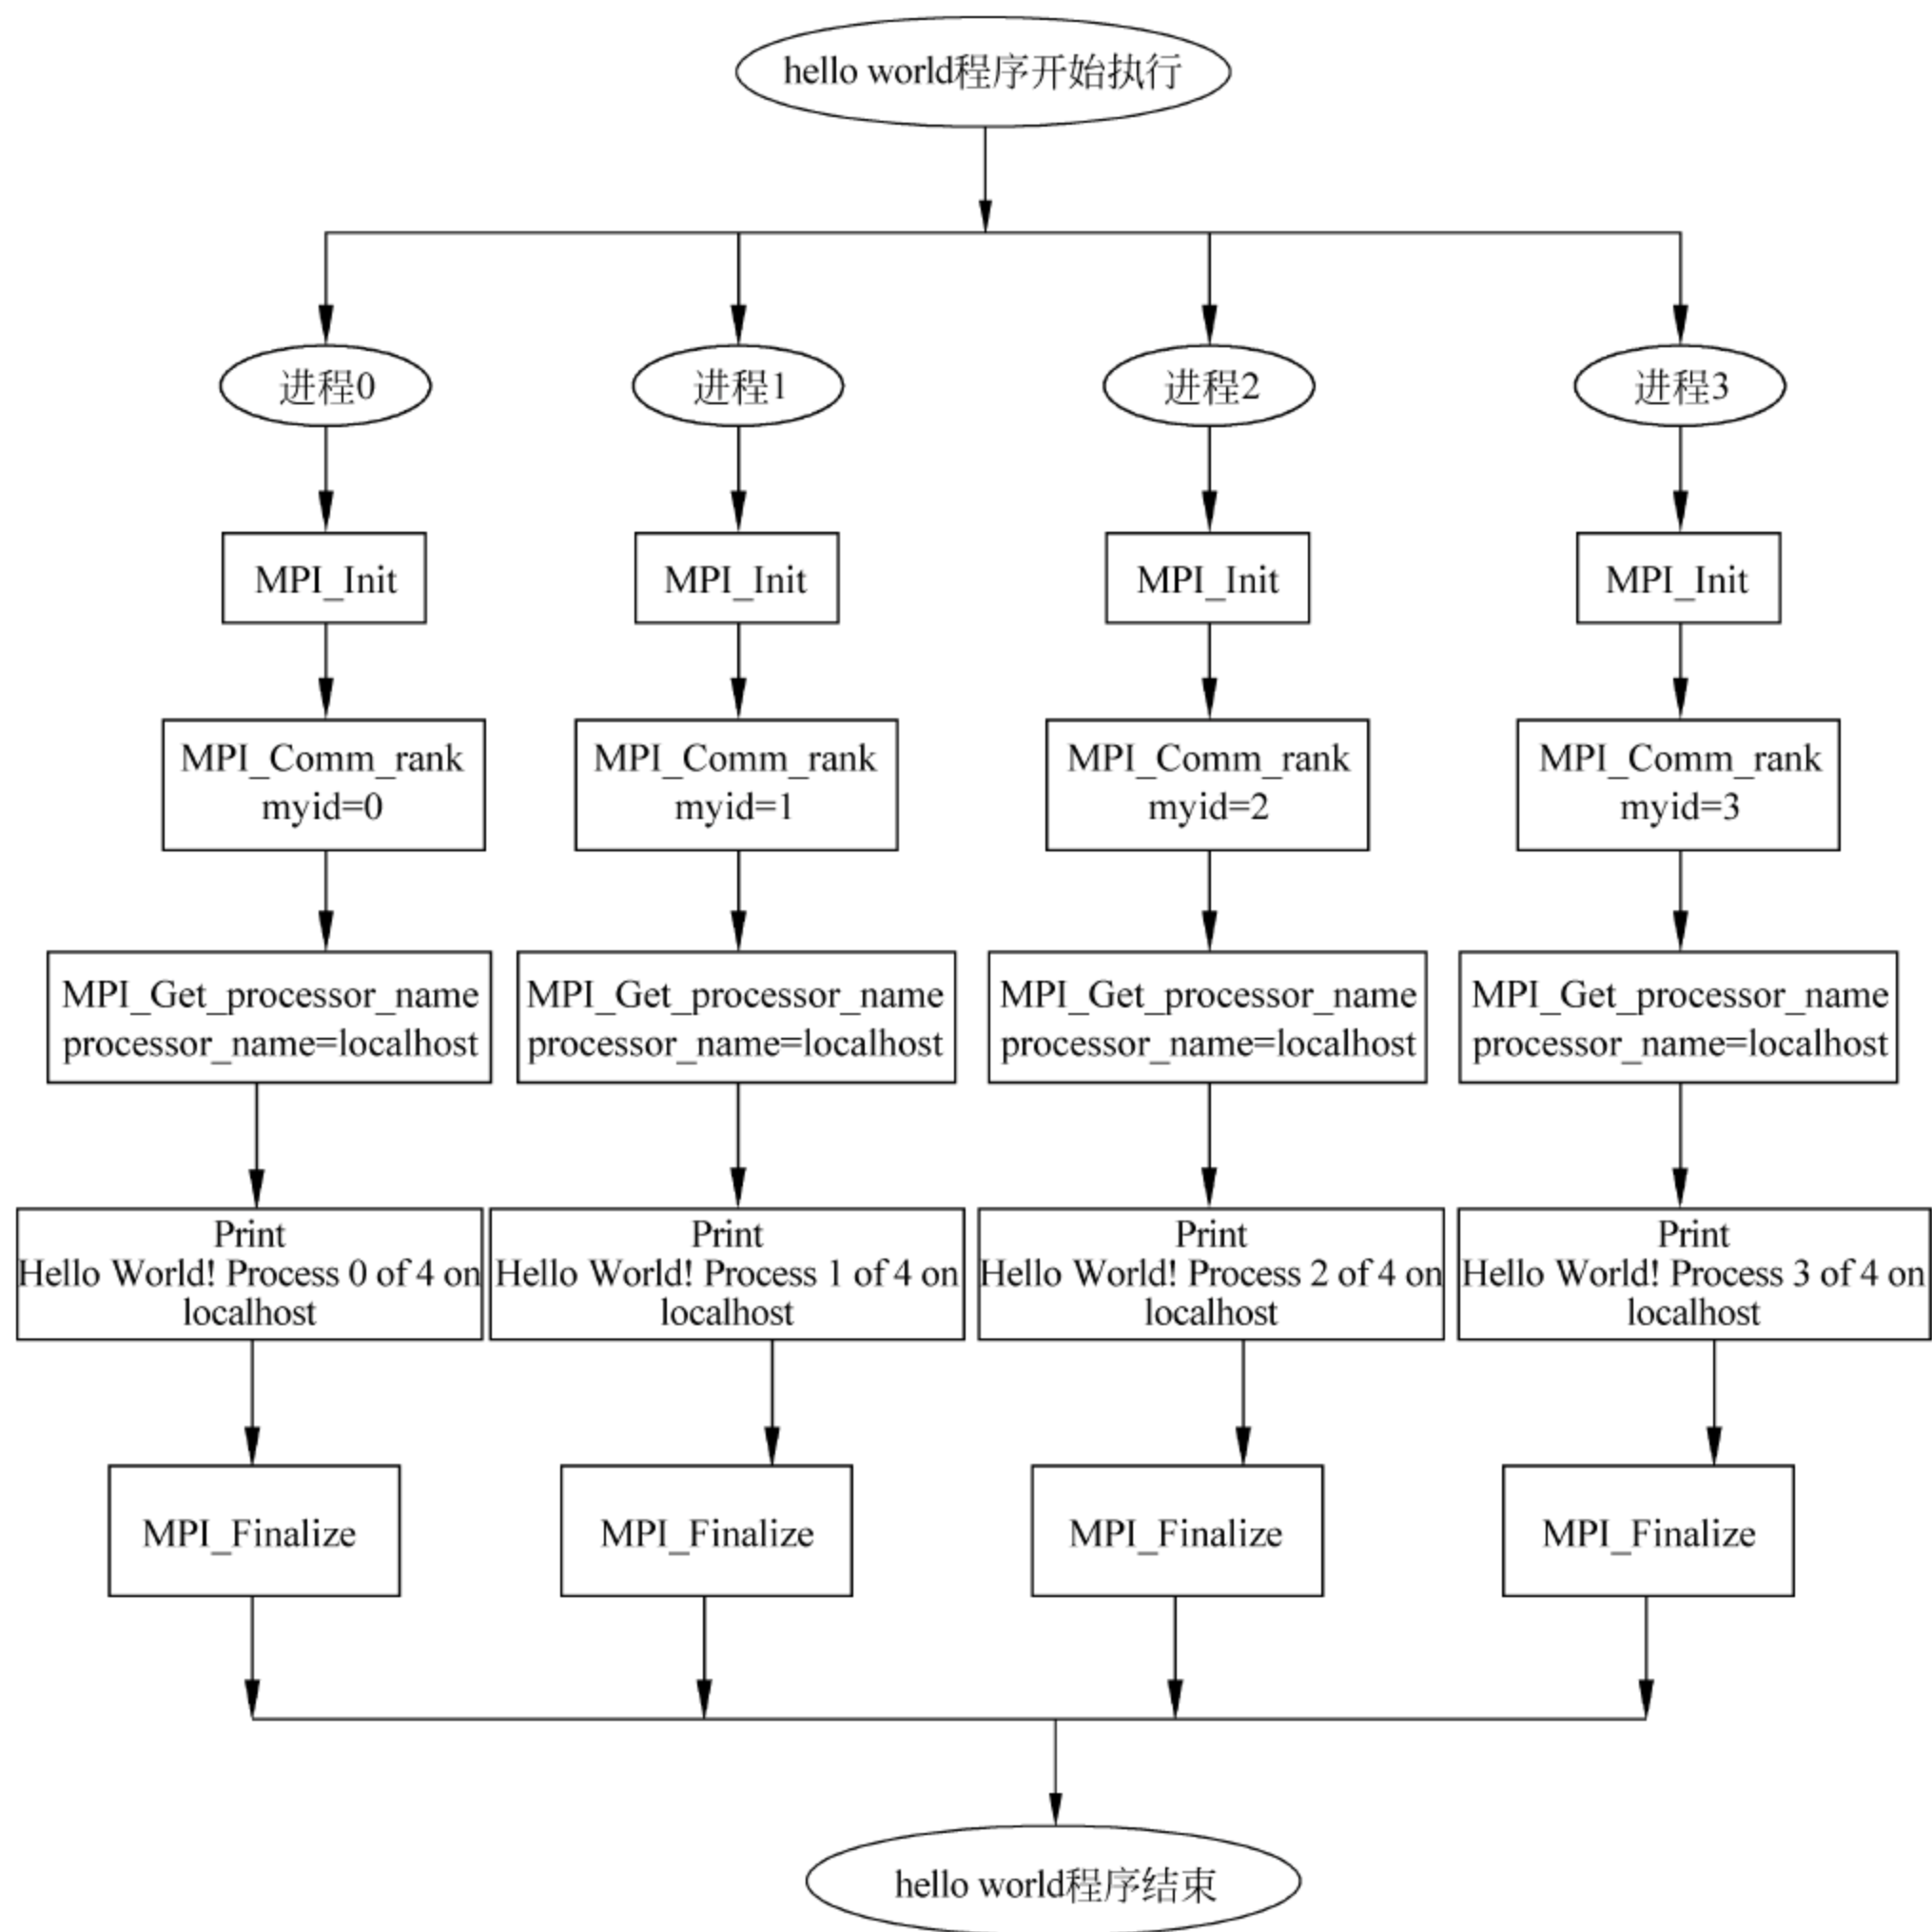 hello world程序开始执行
进程0
进程1
进程2
进程3
MPI_Init
MPI_Init
MPI_Init
MPI_Init
MPI_Comm_rank
myid=0
MPI_Comm_rank
myid=1
MPI_Comm_rank
myid=2
MPI_Comm_rank
myid=3
MPI_Get_processor_name
processor_name=localhost
MPI_Get_processor_name
processor_name=localhost
MPI_Get_processor_name
processor_name=localhost
MPI_Get_processor_name
processor_name=localhost
Print
Hello World! Process 0 of 4 on
localhost
Print
Hello World! Process 1 of 4 on
localhost
Print
Hello World! Process 2 of 4 on
localhost
Print
Hello World! Process 3 of 4 on
localhost
MPI_Finalize
MPI_Finalize
MPI_Finalize
MPI_Finalize
hello world程序结束